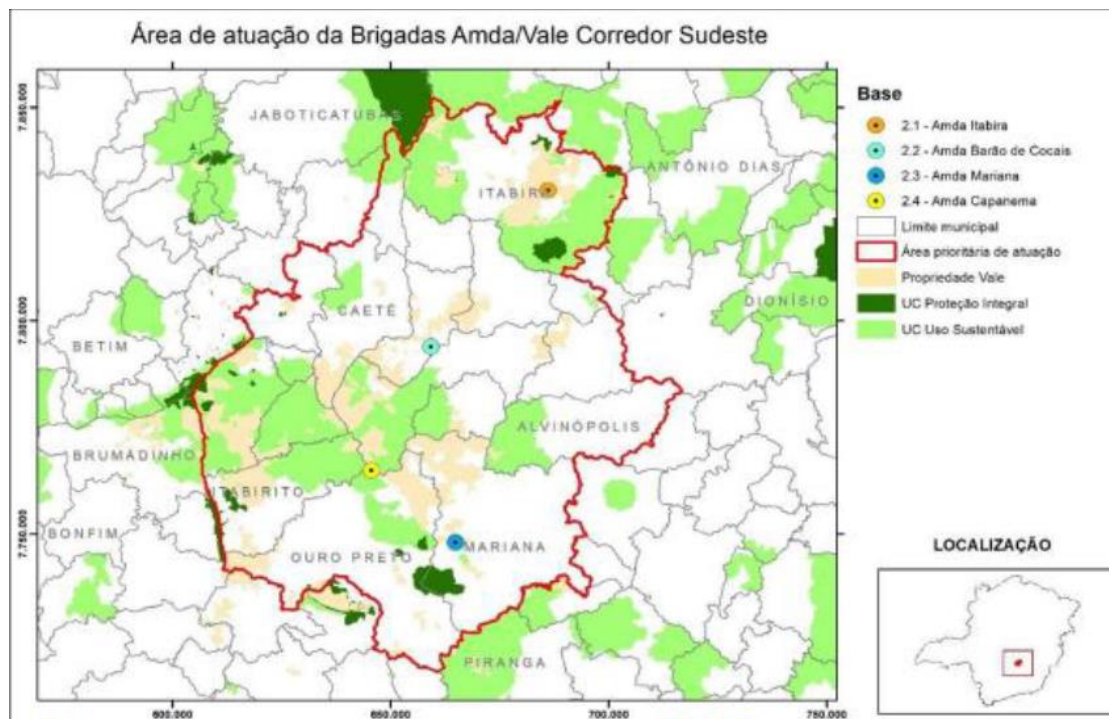 Área de atuação da Brigadas Amda/Vale Corredor Sudeste
7.850.000
7.800.000
7.750.000
600.000
650.000
700.000
750.000
JABOTICATUBAS
ANTÔNIO DIAS
ITABIRA
DIONÍSIO
CAETÉ
BETIM
ALVINÓPOLIS
BRUMADINHO
ITABIRITO
BONFIM
OURO PRETO
MARIANA
PIRANGA
Base
2.1 - Amda Itabira
2.2 - Amda Barão de Cocais
2.3 - Amda Mariana
2.4 - Amda Capanema
Limite municipal
Área prioritária de atuação
Propriedade Vale
UC Proteção Integral
UC Uso Sustentável
LOCALIZAÇÃO